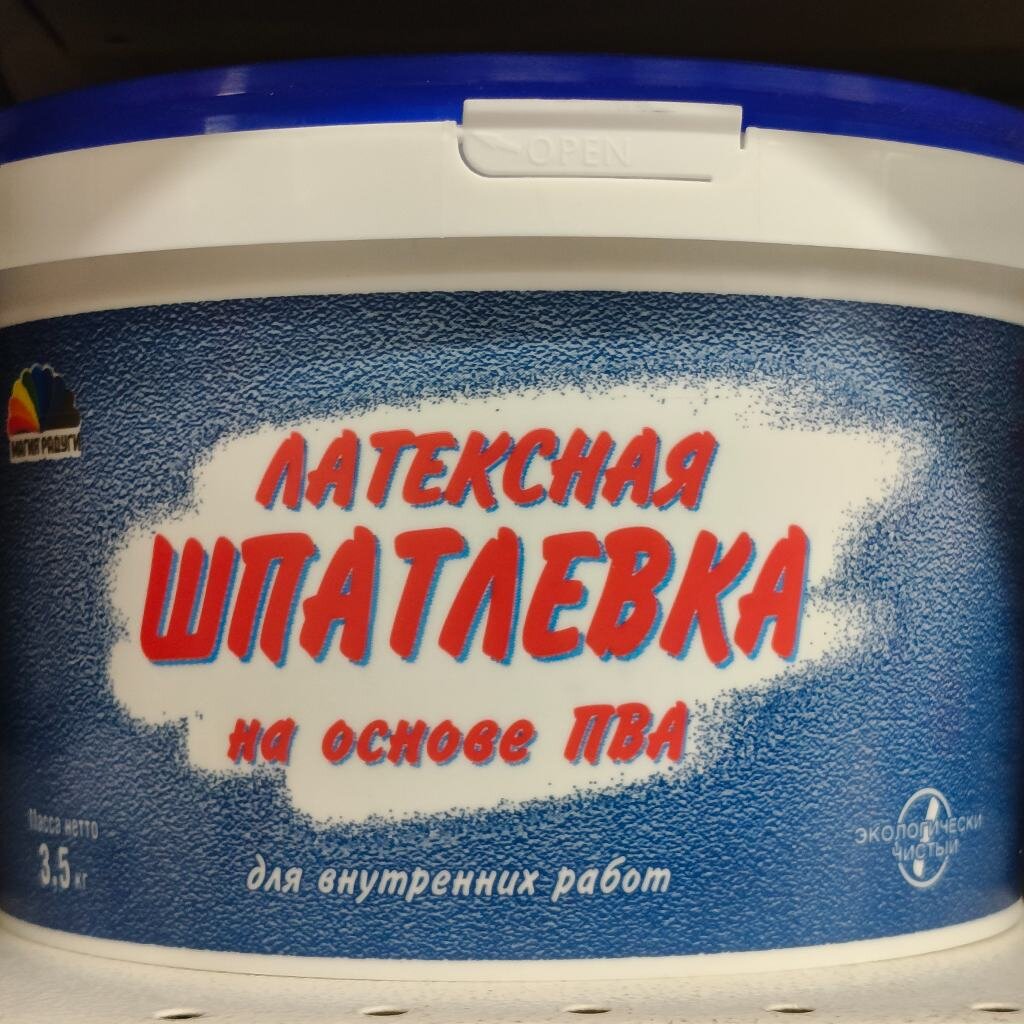 OPEN
МАГИЯ РАДУГИ
ЛАТЕКСНАЯ
ШПАТЛЕВКА
на основе ПВА
Масса нетто
3,5 кг
для внутренних работ
ЭКОЛОГИЧЕСКИ
ЧИСТЫЙ